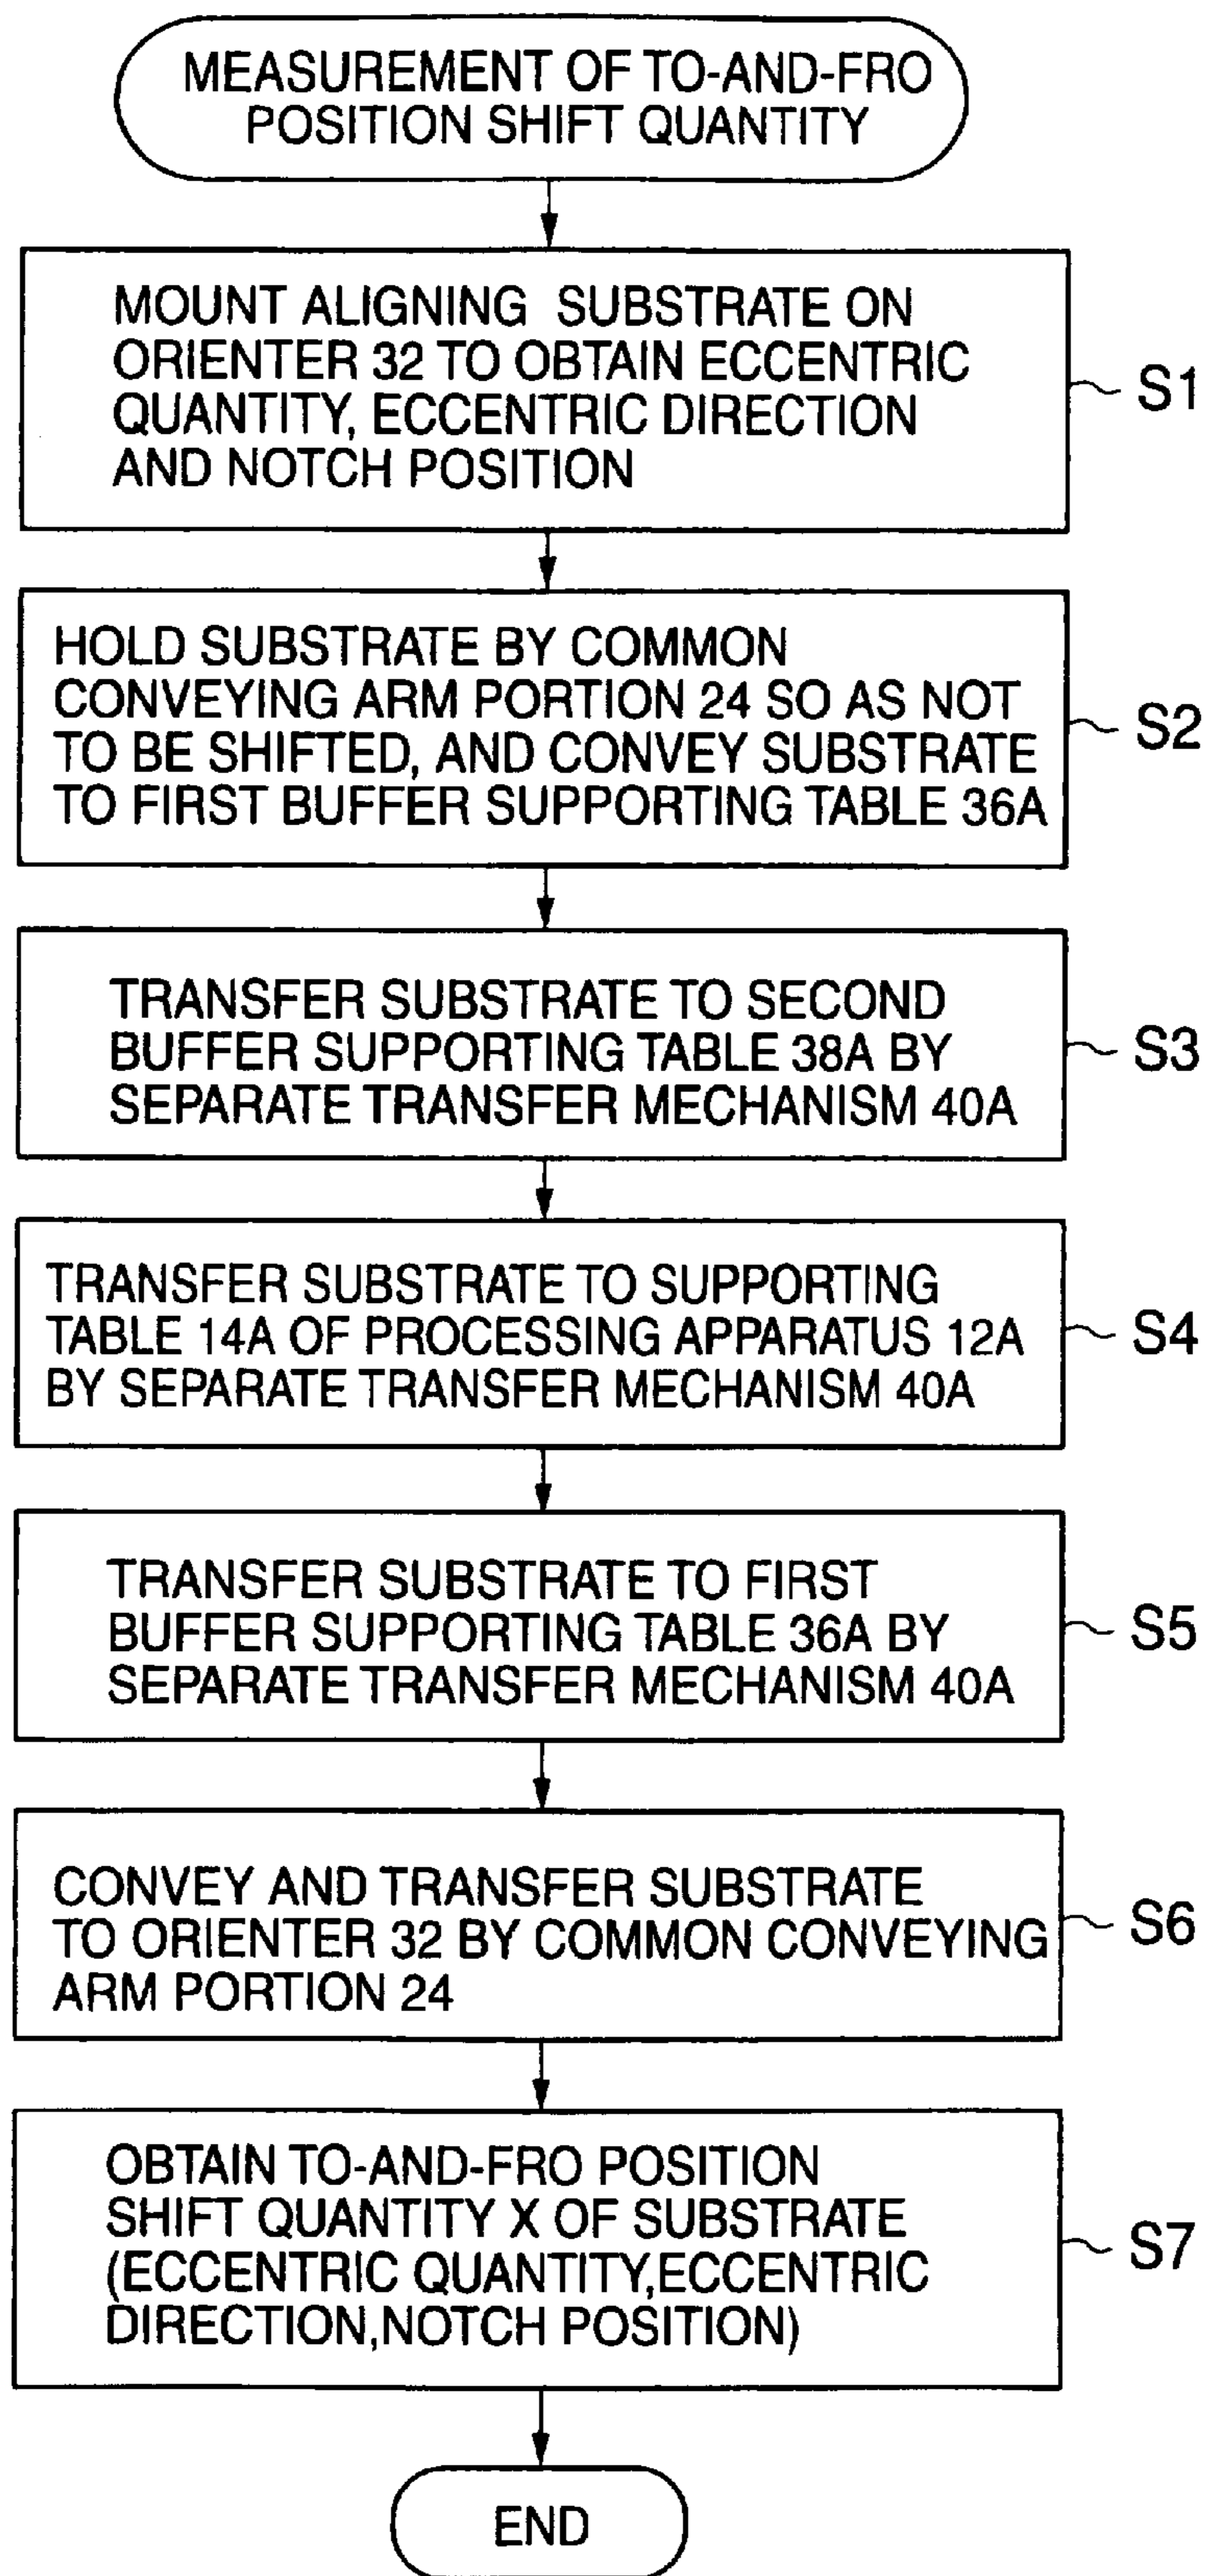 MEASUREMENT OF TO-AND-FRO
POSITION SHIFT QUANTITY
MOUNT ALIGNING SUBSTRATE ON
ORIENTER 32 TO OBTAIN ECCENTRIC
QUANTITY, ECCENTRIC DIRECTION
AND NOTCH POSITION
S1
HOLD SUBSTRATE BY COMMON
CONVEYING ARM PORTION 24 SO AS NOT
TO BE SHIFTED, AND CONVEY SUBSTRATE
TO FIRST BUFFER SUPPORTING TABLE 36A
S2
TRANSFER SUBSTRATE TO SECOND
BUFFER SUPPORTING TABLE 38A BY
SEPARATE TRANSFER MECHANISM 40A
S3
TRANSFER SUBSTRATE TO SUPPORTING
TABLE 14A OF PROCESSING APPARATUS 12A
BY SEPARATE TRANSFER MECHANISM 40A
S4
TRANSFER SUBSTRATE TO FIRST
BUFFER SUPPORTING TABLE 36A BY
SEPARATE TRANSFER MECHANISM 40A
S5
CONVEY AND TRANSFER SUBSTRATE
TO ORIENTER 32 BY COMMON CONVEYING
ARM PORTION 24
S6
OBTAIN TO-AND-FRO POSITION
SHIFT QUANTITY X OF SUBSTRATE
(ECCENTRIC QUANTITY,ECCENTRIC
DIRECTION,NOTCH POSITION)
S7
END